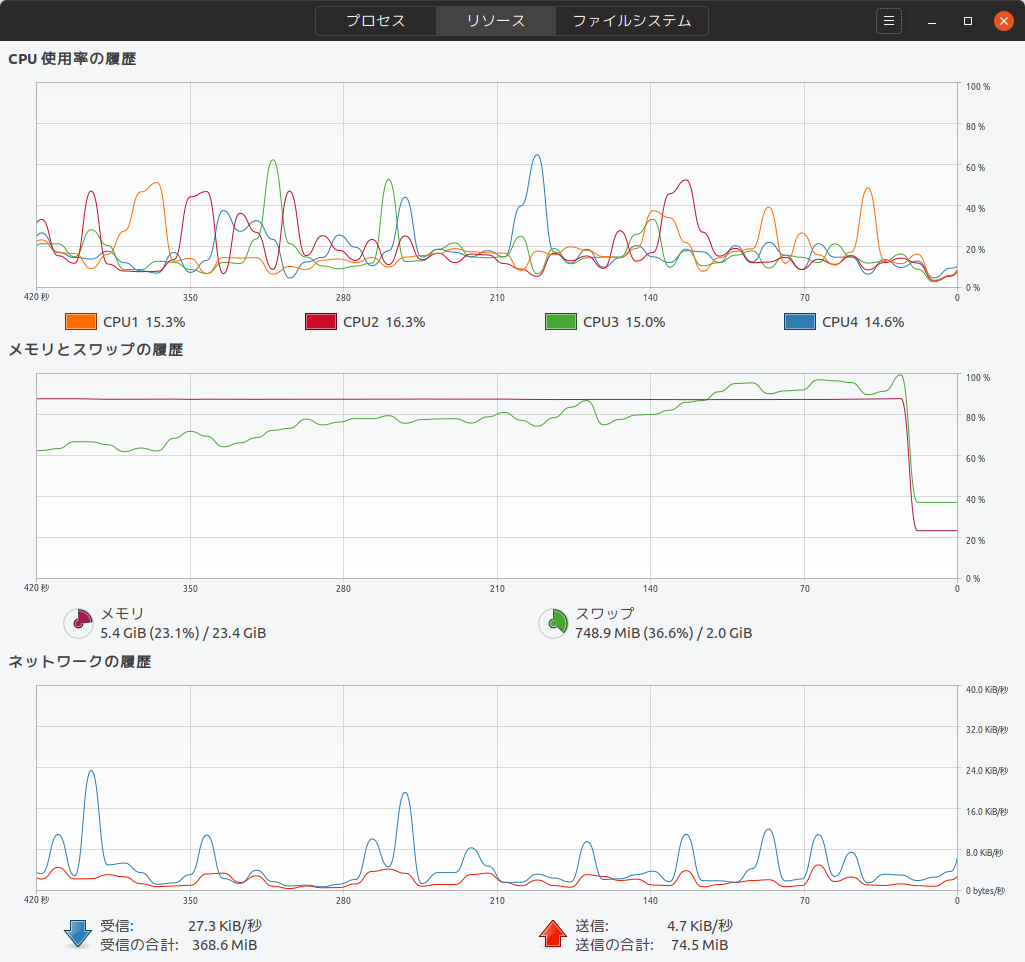 プロセス リソース ファイルシステム
CPU 使用率の履歴
100 %
80 %
60 %
40 %
20 %
0 %
420 秒 350 280 210 140 70 0
CPU1 15.3% CPU2 16.3% CPU3 15.0% CPU4 14.6%
メモリとスワップの履歴
100 %
80 %
60 %
40 %
20 %
0 %
420 秒 350 280 210 140 70 0
メモリ
5.4 GiB (23.1%) / 23.4 GiB
スワップ
748.9 MiB (36.6%) / 2.0 GiB
ネットワークの履歴
40.0 KiB/秒
32.0 KiB/秒
24.0 KiB/秒
16.0 KiB/秒
8.0 KiB/秒
0 bytes/秒
420 秒 350 280 210 140 70 0
受信: 27.3 KiB/秒
受信の合計: 368.6 MiB
送信: 4.7 KiB/秒
送信の合計: 74.5 MiB